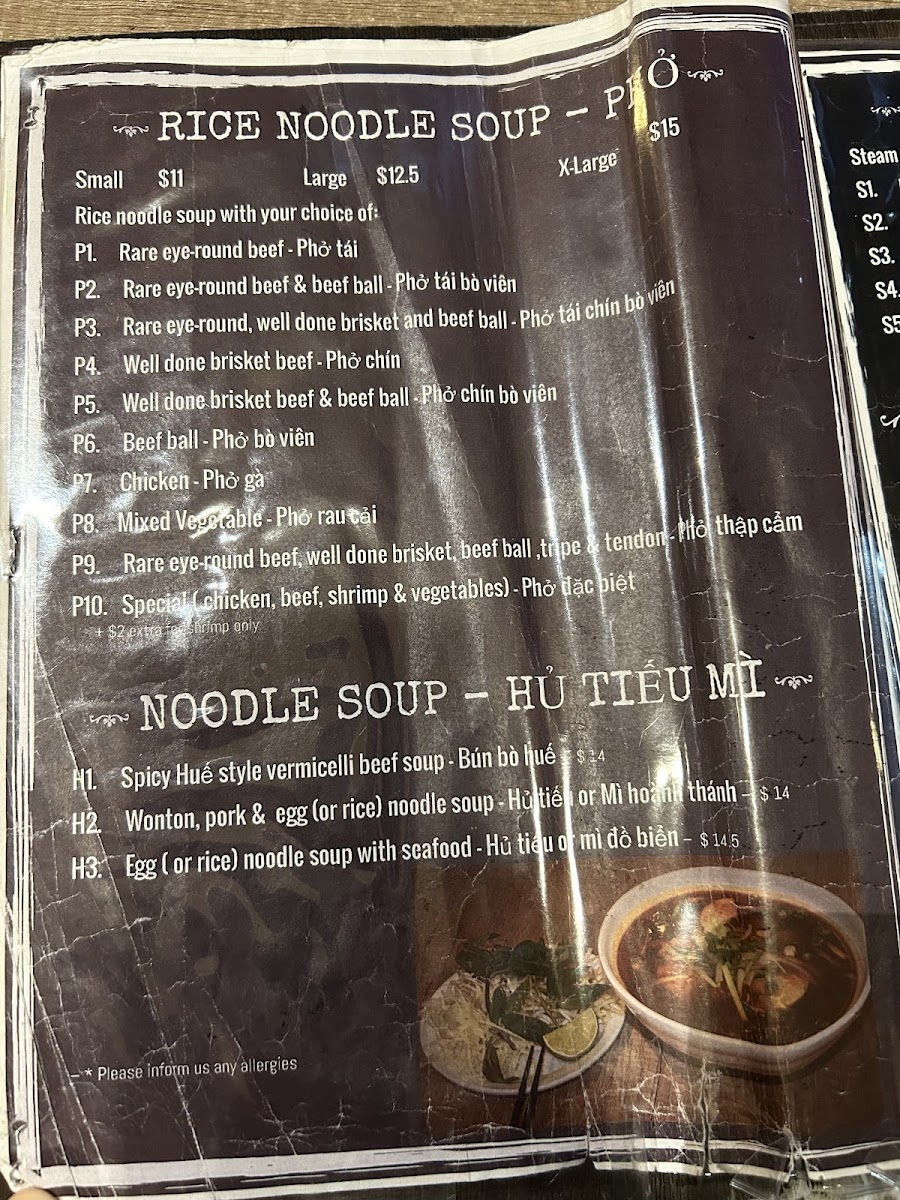 RICE NOODLE SOUP – PHỞ
Small $11 Large $12.5 X-Large $15
Rice noodle soup with your choice of:
P1. Rare eye-round beef - Phở tái
P2. Rare eye-round beef & beef ball - Phở tái bò viên
P3. Rare eye-round, well done brisket and beef ball - Phở tái chín bò viên
P4. Well done brisket beef - Phở chín
P5. Well done brisket beef & beef ball - Phở chín bò viên
P6. Beef ball - Phở bò viên
P7. Chicken - Phở gà
P8. Mixed Vegetable - Phở rau cải
P9. Rare eye-round beef, well done brisket, beef ball ,tripe & tendon - Phở thập cẩm
P10. Special ( chicken, beef, shrimp & vegetables) - Phở đặc biệt
+ $2 extra for shrimp only
NOODLE SOUP – HỦ TIẾU MÌ
H1. Spicy Huế style vermicelli beef soup - Bún bò huế – $ 14
H2. Wonton, pork & egg (or rice) noodle soup - Hủ tiếu or Mì hoành thánh – $ 14
H3. Egg ( or rice) noodle soup with seafood - Hủ tiếu or mì đồ biển – $ 14.5
– * Please inform us any allergies
Steam
S1.
S2.
S3.
S4.
S5